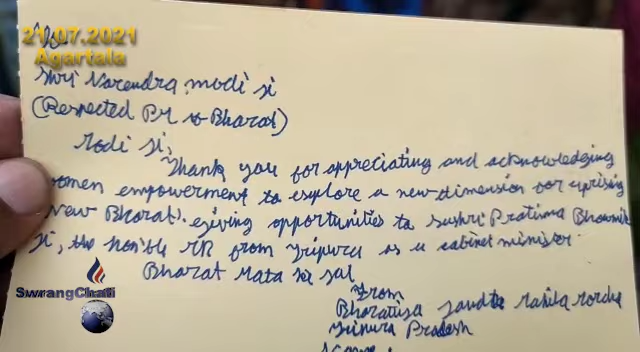 21.07.2021
Agartala
To
Shri Narendra modi ji
(Respected PM of Bharat)
Modi ji,
Thank you for appreciating and acknowledging
women empowerment to explore a new dimension for uprising
New Bharat. giving opportunities to Sushri Pratima Bhowmik
ji, the hon'ble MP from Tripura as a cabinet minister.
Bharat Mata ki jai
SwrangChati
From
Bharatiya Janata Mahila Morcha
Tripura Pradesh